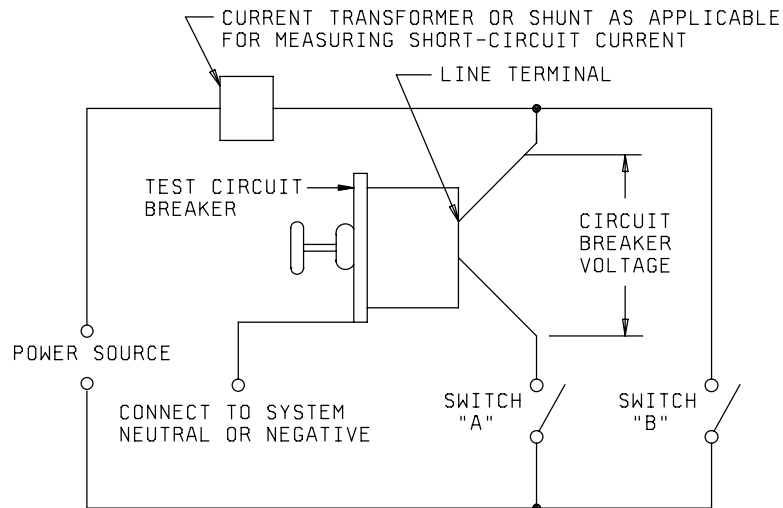 CURRENT TRANSFORMER OR SHUNT AS APPLICABLE
FOR MEASURING SHORT-CIRCUIT CURRENT
LINE TERMINAL
TEST CIRCUIT
BREAKER
CIRCUIT
BREAKER
VOLTAGE
POWER SOURCE
CONNECT TO SYSTEM
NEUTRAL OR NEGATIVE
SWITCH
"A"
SWITCH
"B"